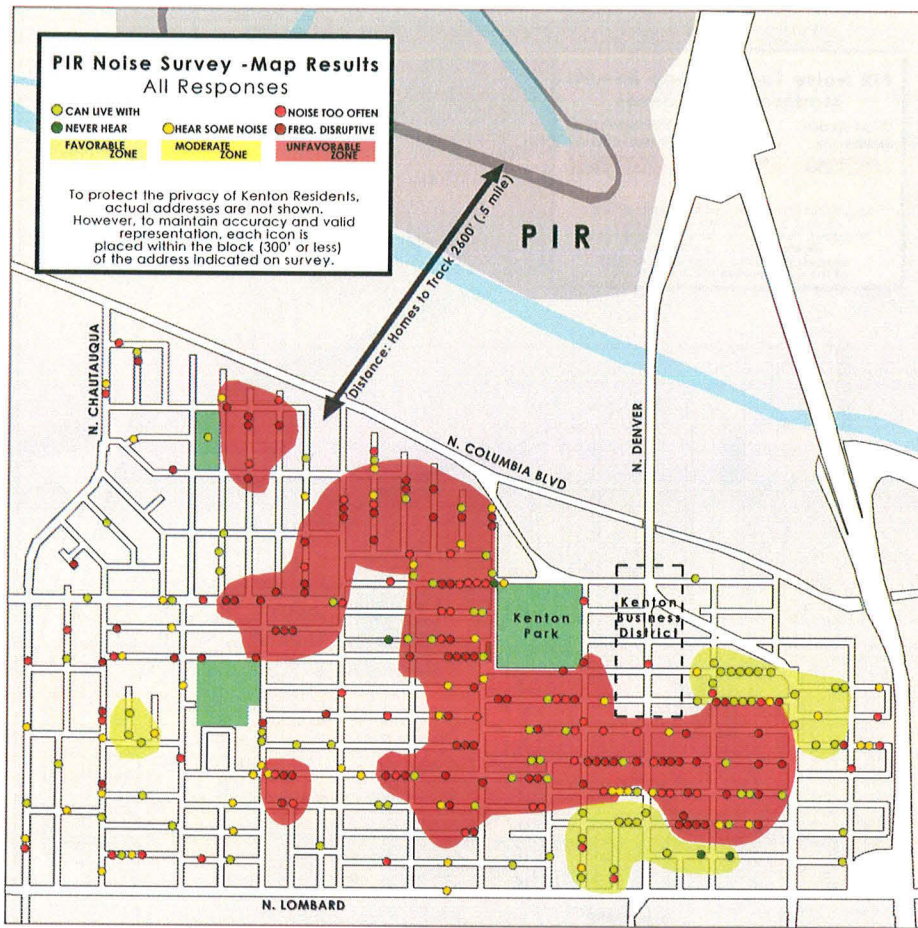 PIR Noise Survey -Map Results
All Responses
CAN LIVE WITH
NOISE TOO OFTEN
NEVER HEAR
HEAR SOME NOISE
FREQ. DISRUPTIVE
FAVORABLE ZONE
MODERATE ZONE
UNFAVORABLE ZONE
To protect the privacy of Kenton Residents,
actual addresses are not shown.
However, to maintain accuracy and valid
representation, each icon is
placed within the block (300' or less)
of the address indicated on survey.
PIR
Distance: Homes to Track 2600' (.5 mile)
N. CHAUTAUQUA
N. DENVER
N. COLUMBIA BLVD
Kenton
Park
Kenton
Business
District
N. LOMBARD